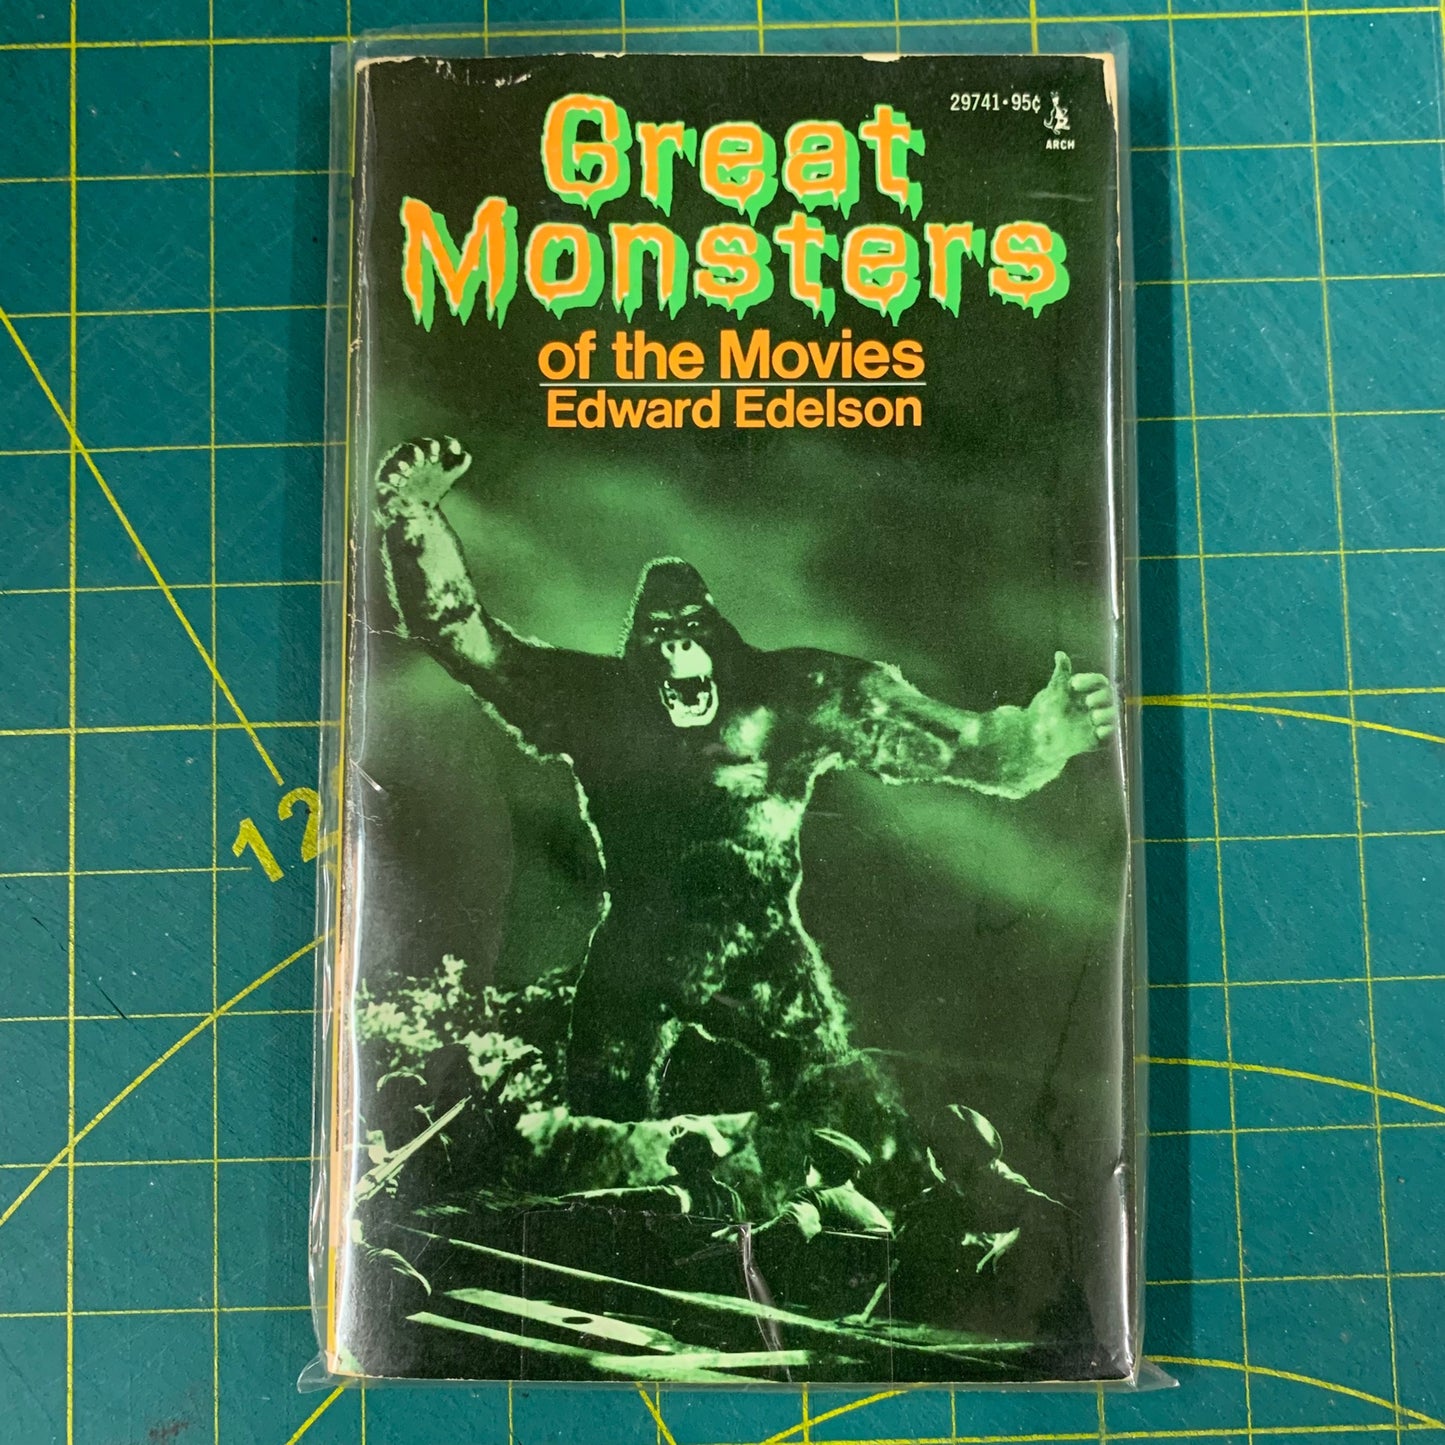 29741•95¢
ARCH
Great
Monsters
of the Movies
Edward Edelson
12